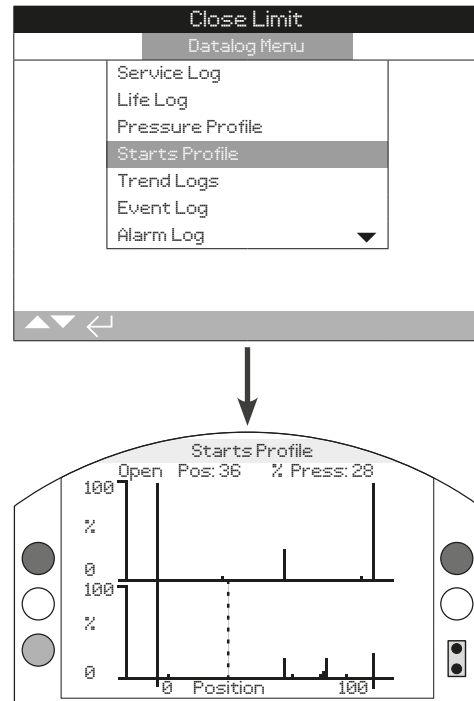 Close Limit
Datalog Menu
Service Log
Life Log
Pressure Profile
Starts Profile
Trend Logs
Event Log
Alarm Log
Starts Profile
Open Pos: 36 % Press: 28
100
%
0
100
%
0
0 Position 100